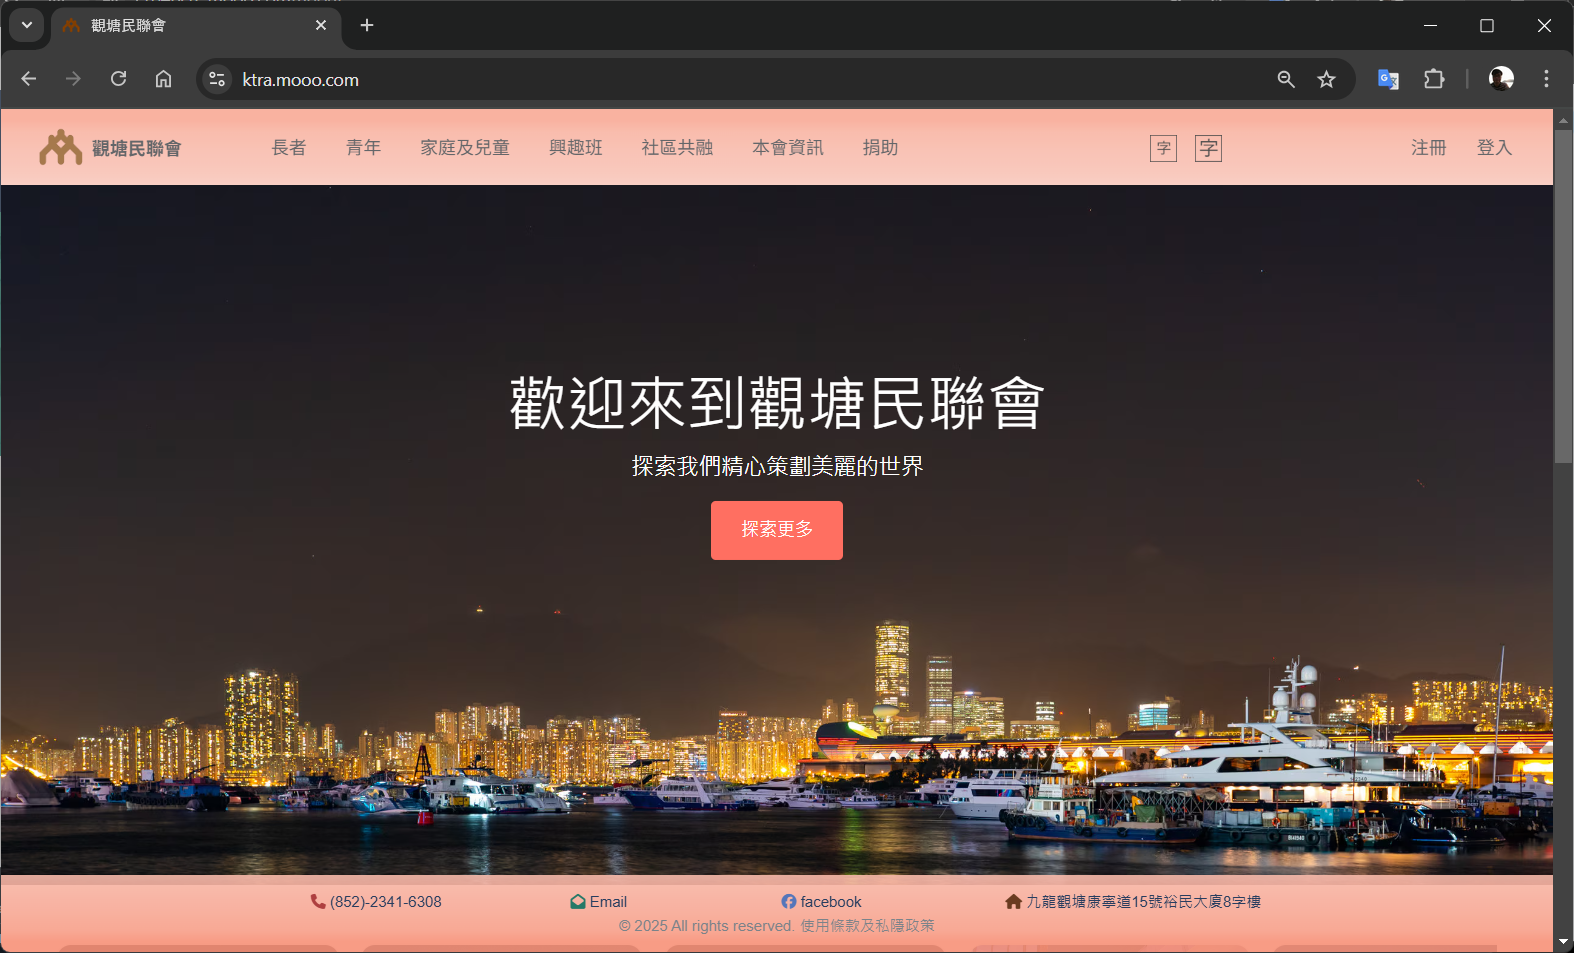 觀塘民聯會
ktra.mooo.com
觀塘民聯會 長者 青年 家庭及兒童 興趣班 社區共融 本會資訊 捐助 字 字 注冊 登入
歡迎來到觀塘民聯會
探索我們精心策劃美麗的世界
探索更多
(852)-2341-6308 Email facebook 九龍觀塘康寧道15號裕民大廈8字樓
© 2025 All rights reserved. 使用條款及私隱政策